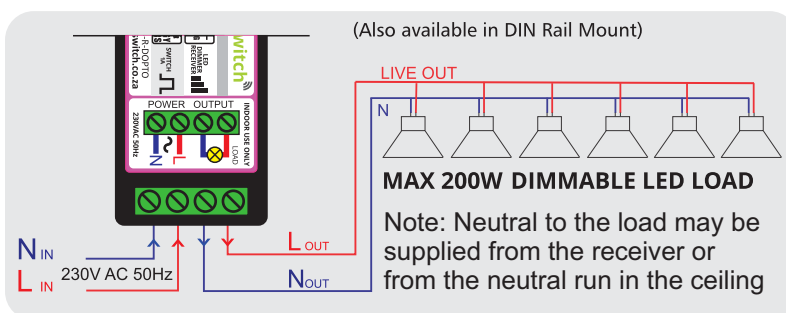 (Also available in DIN Rail Mount)
witch
LED
DIMMER
RECEIVER
SWITCH
5A
-R-DOPTO
switch.co.za
POWER OUTPUT
INDOOR USE ONLY
230VAC 50Hz
N
L
LOAD
LIVE OUT
N
MAX 200W DIMMABLE LED LOAD
Note: Neutral to the load may be
supplied from the receiver or
from the neutral run in the ceiling
N IN
230V AC 50Hz
L IN
L OUT
NOUT